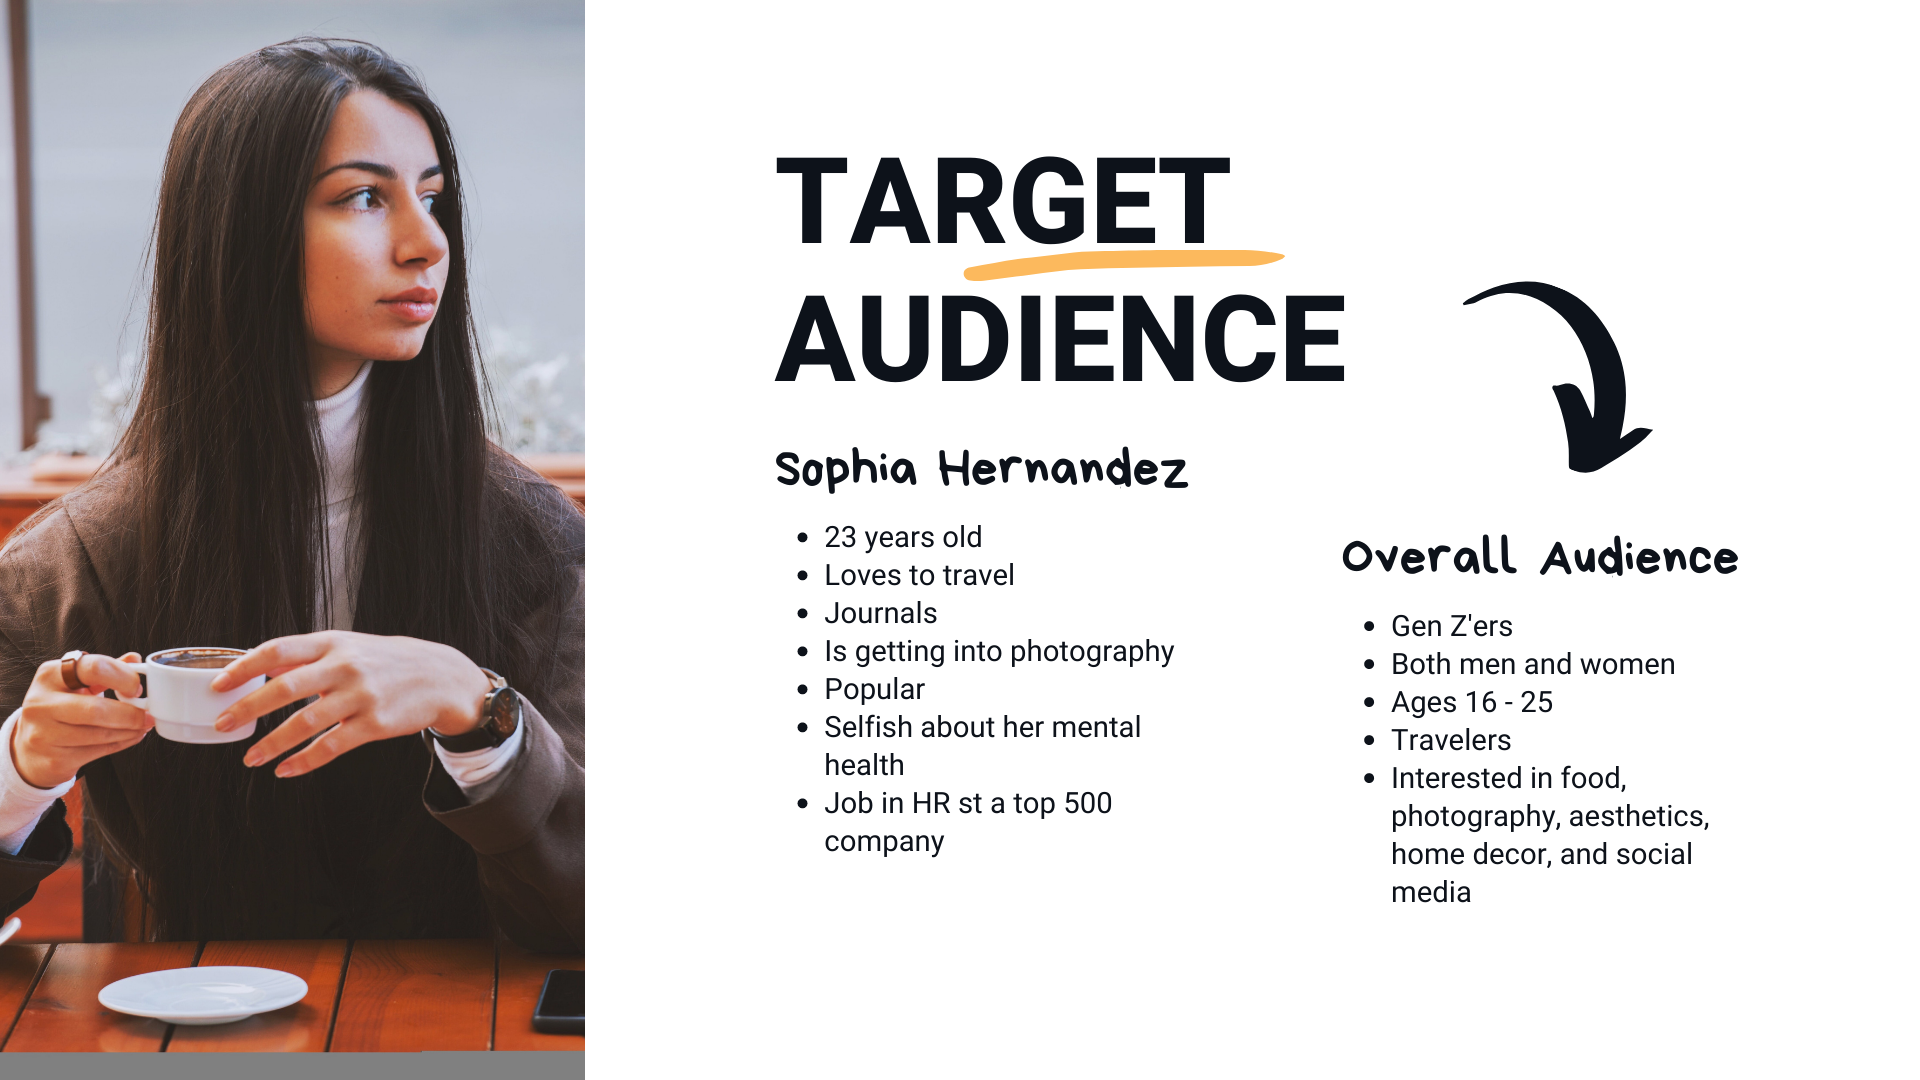 TARGET
AUDIENCE
Sophia Hernandez
• 23 years old
• Loves to travel
• Journals
• Is getting into photography
• Popular
• Selfish about her mental
health
• Job in HR st a top 500
company
Overall Audience
• Gen Z'ers
• Both men and women
• Ages 16 - 25
• Travelers
• Interested in food,
photography, aesthetics,
home decor, and social
media